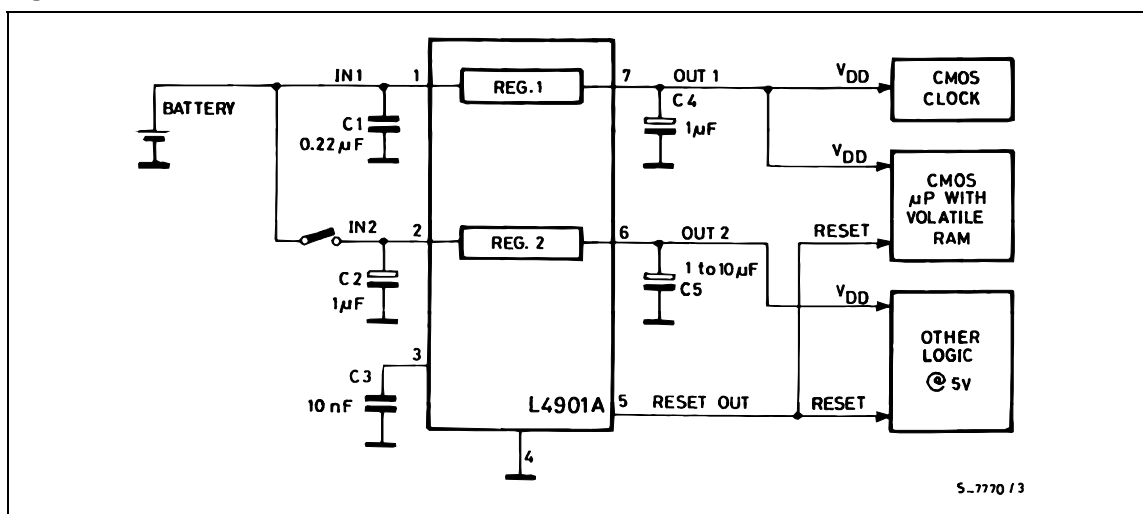 IN1 1 REG.1 7 OUT 1 VDD CMOS
CLOCK
BATTERY
C1
0.22µF
C4
1µF
VDD CMOS
µP WITH
VOLATILE
RAM
RESET
IN2 2 REG. 2 6 OUT 2
C2
1µF
1 to 10µF
C5
VDD
OTHER
LOGIC
@ 5V
3
C3
10 nF
L4901A 5 RESET OUT RESET
4
S_7770 / 3